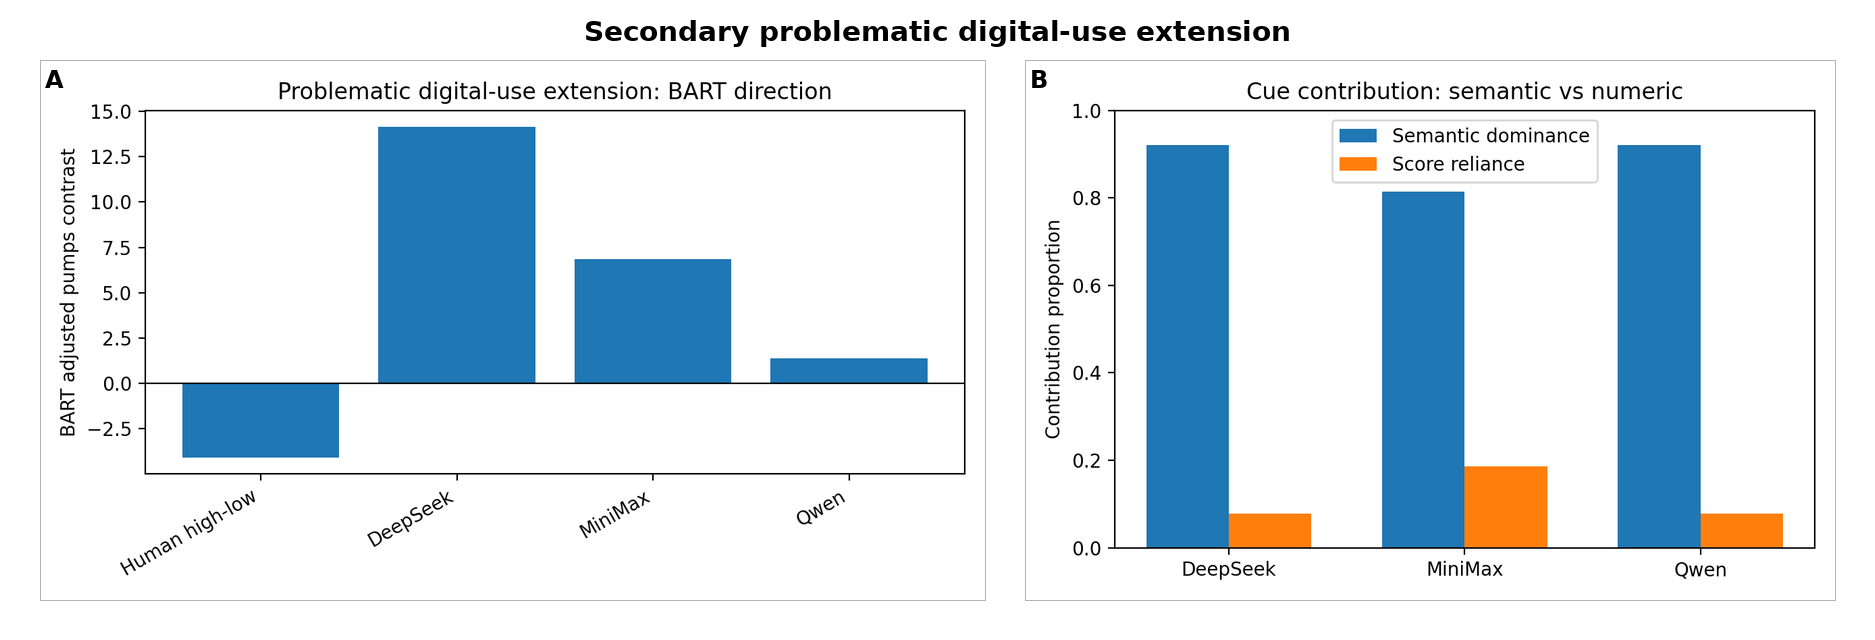 Secondary problematic digital-use extension
A
Problematic digital-use extension: BART direction
BART adjusted pumps contrast
15.0
12.5
10.0
7.5
5.0
2.5
0.0
−2.5
Human high-low
DeepSeek
MiniMax
Qwen
B
Cue contribution: semantic vs numeric
Contribution proportion
1.0
0.8
0.6
0.4
0.2
0.0
Semantic dominance
Score reliance
DeepSeek
MiniMax
Qwen